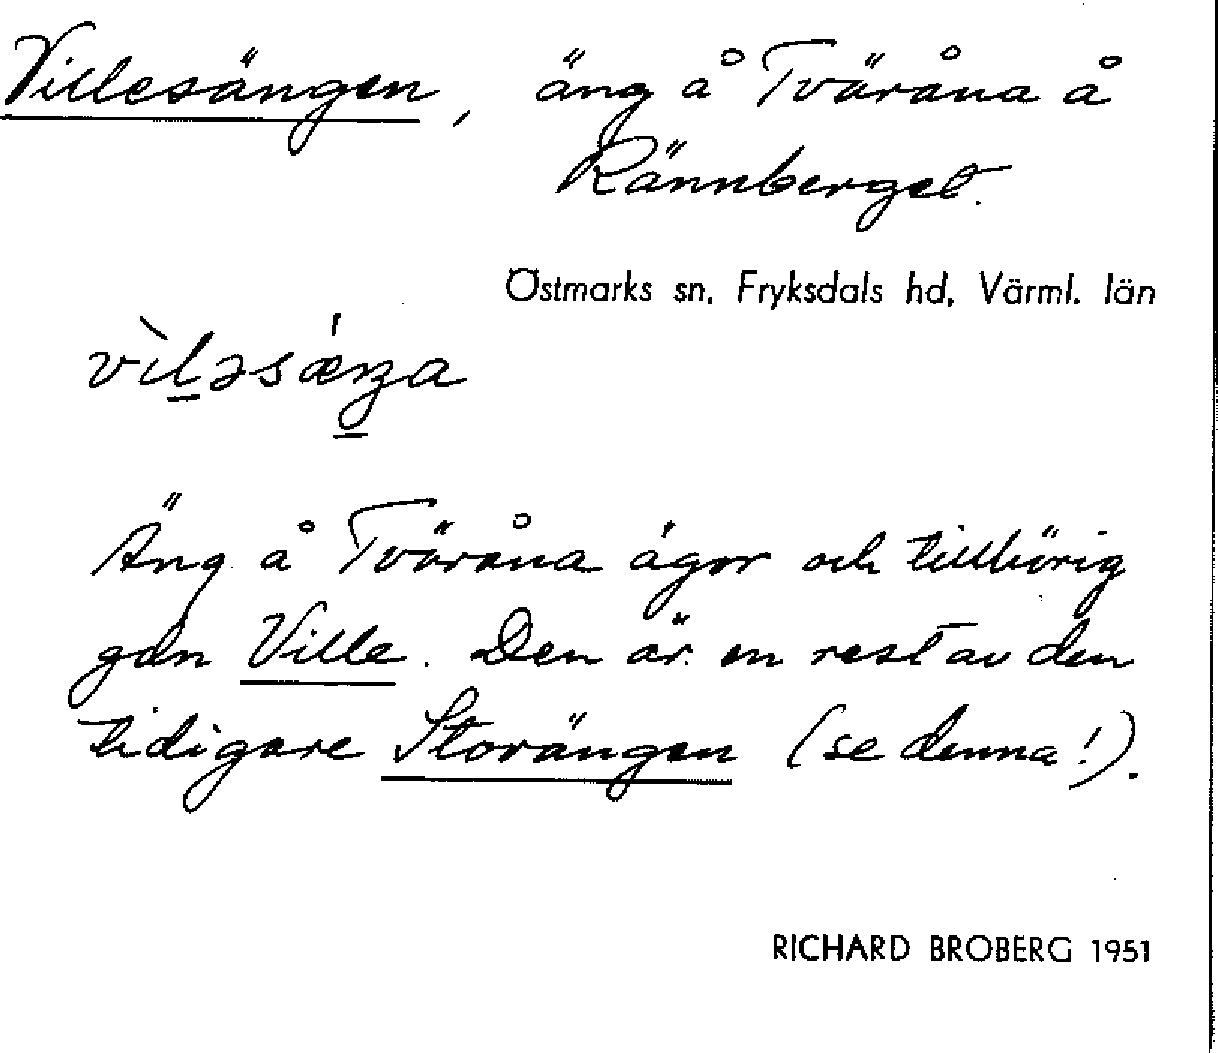 Villesängen, äng å Tväråna å
Rännberget.
Östmarks sn, Fryksdals hd, Värml. län
vìləsǽŋa
Äng å Tväråna ägor och tillhörig
gdn Ville. Den är en rest av den
tidigare Storängen (se denna!).
RICHARD BROBERG 1951